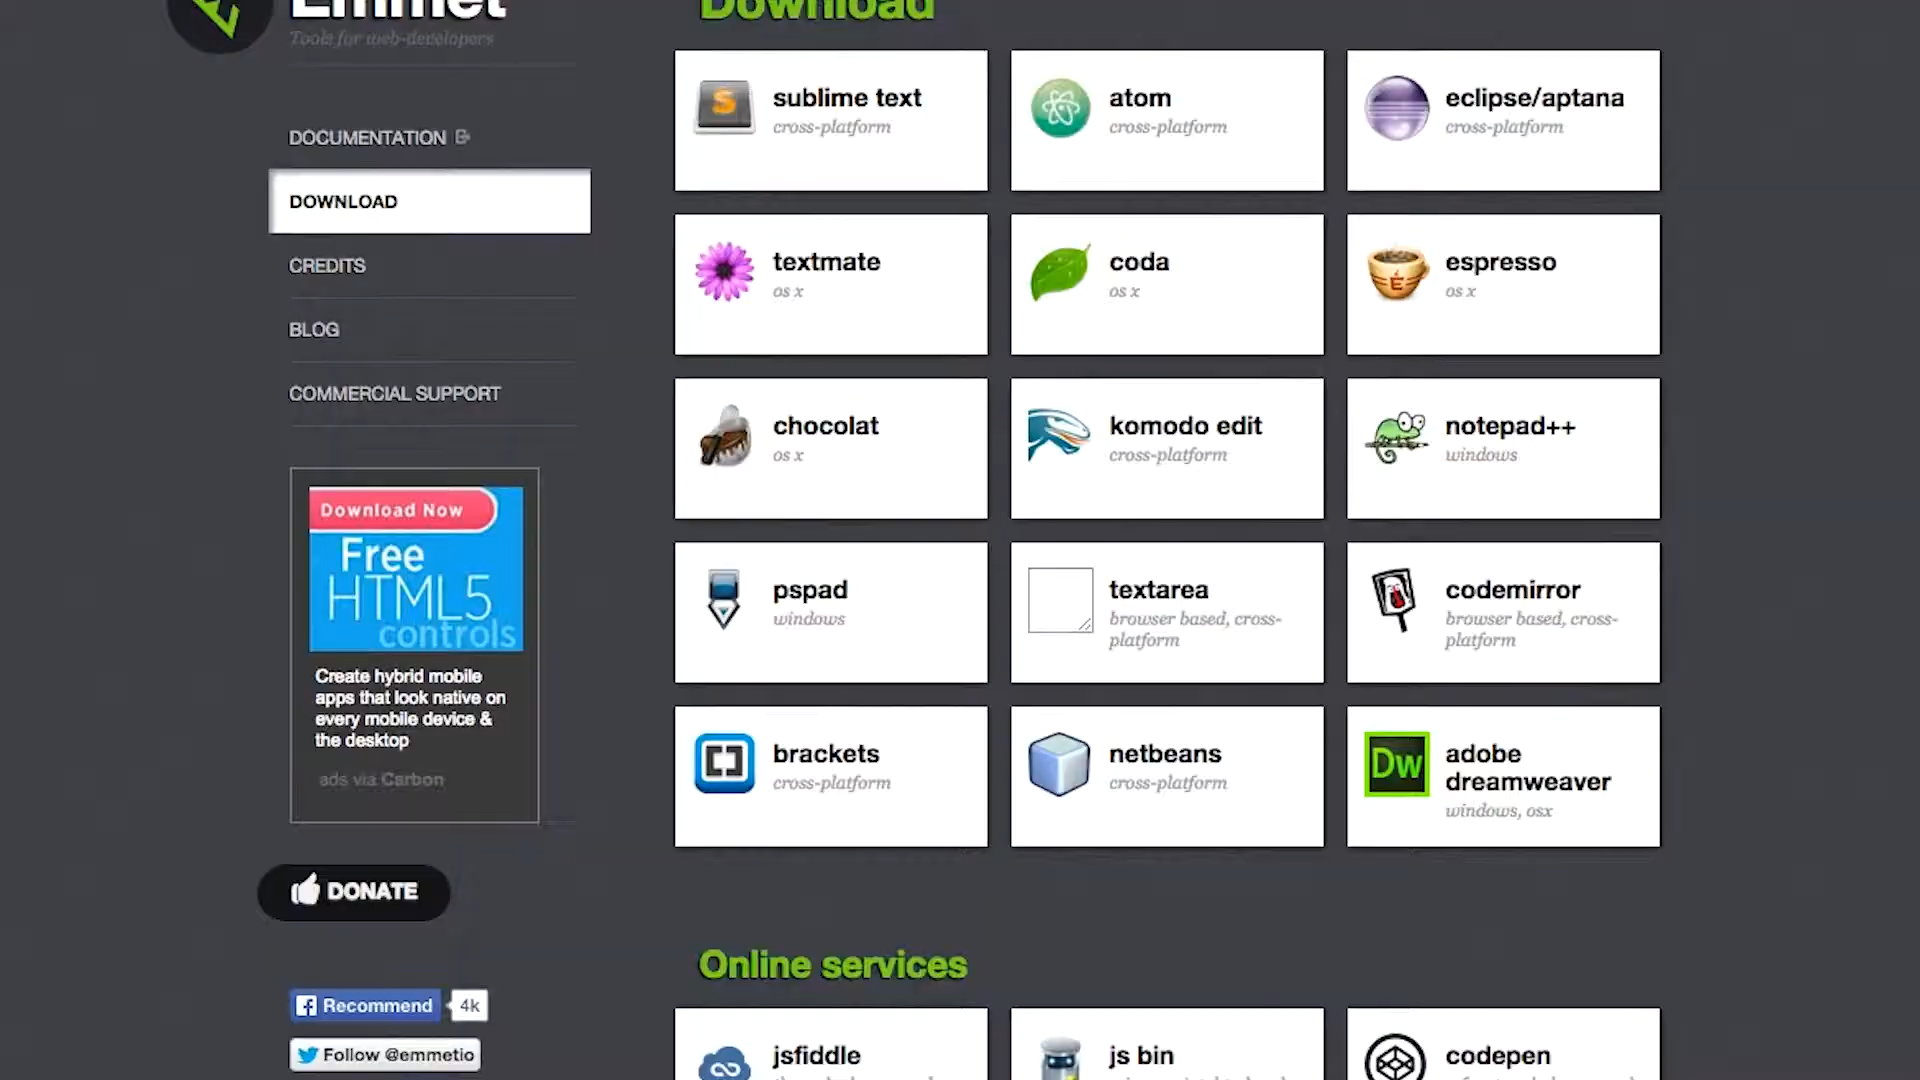 Emmet
Tools for web-developers
DOCUMENTATION
DOWNLOAD
CREDITS
BLOG
COMMERCIAL SUPPORT
Download Now
Free
HTML5
controls
Create hybrid mobile
apps that look native on
every mobile device &
the desktop
ads via Carbon
DONATE
Recommend 4k
Follow @emmetio
Download
sublime text
cross-platform
atom
cross-platform
eclipse/aptana
cross-platform
textmate
os x
coda
os x
espresso
os x
chocolat
os x
komodo edit
cross-platform
notepad++
windows
pspad
windows
textarea
browser based, cross-
platform
codemirror
browser based, cross-
platform
brackets
cross-platform
netbeans
cross-platform
Dw
adobe
dreamweaver
windows, osx
Online services
jsfiddle
js bin
codepen